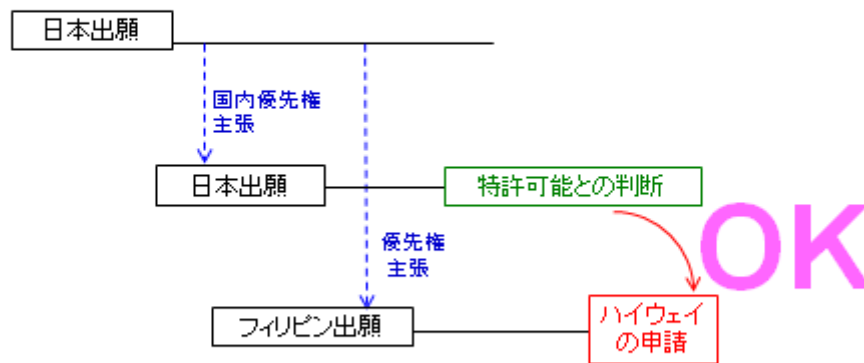 日本出願
国内優先権
主張
日本出願
特許可能との判断
OK
優先権
主張
フィリピン出願
ハイウェイ
の申請